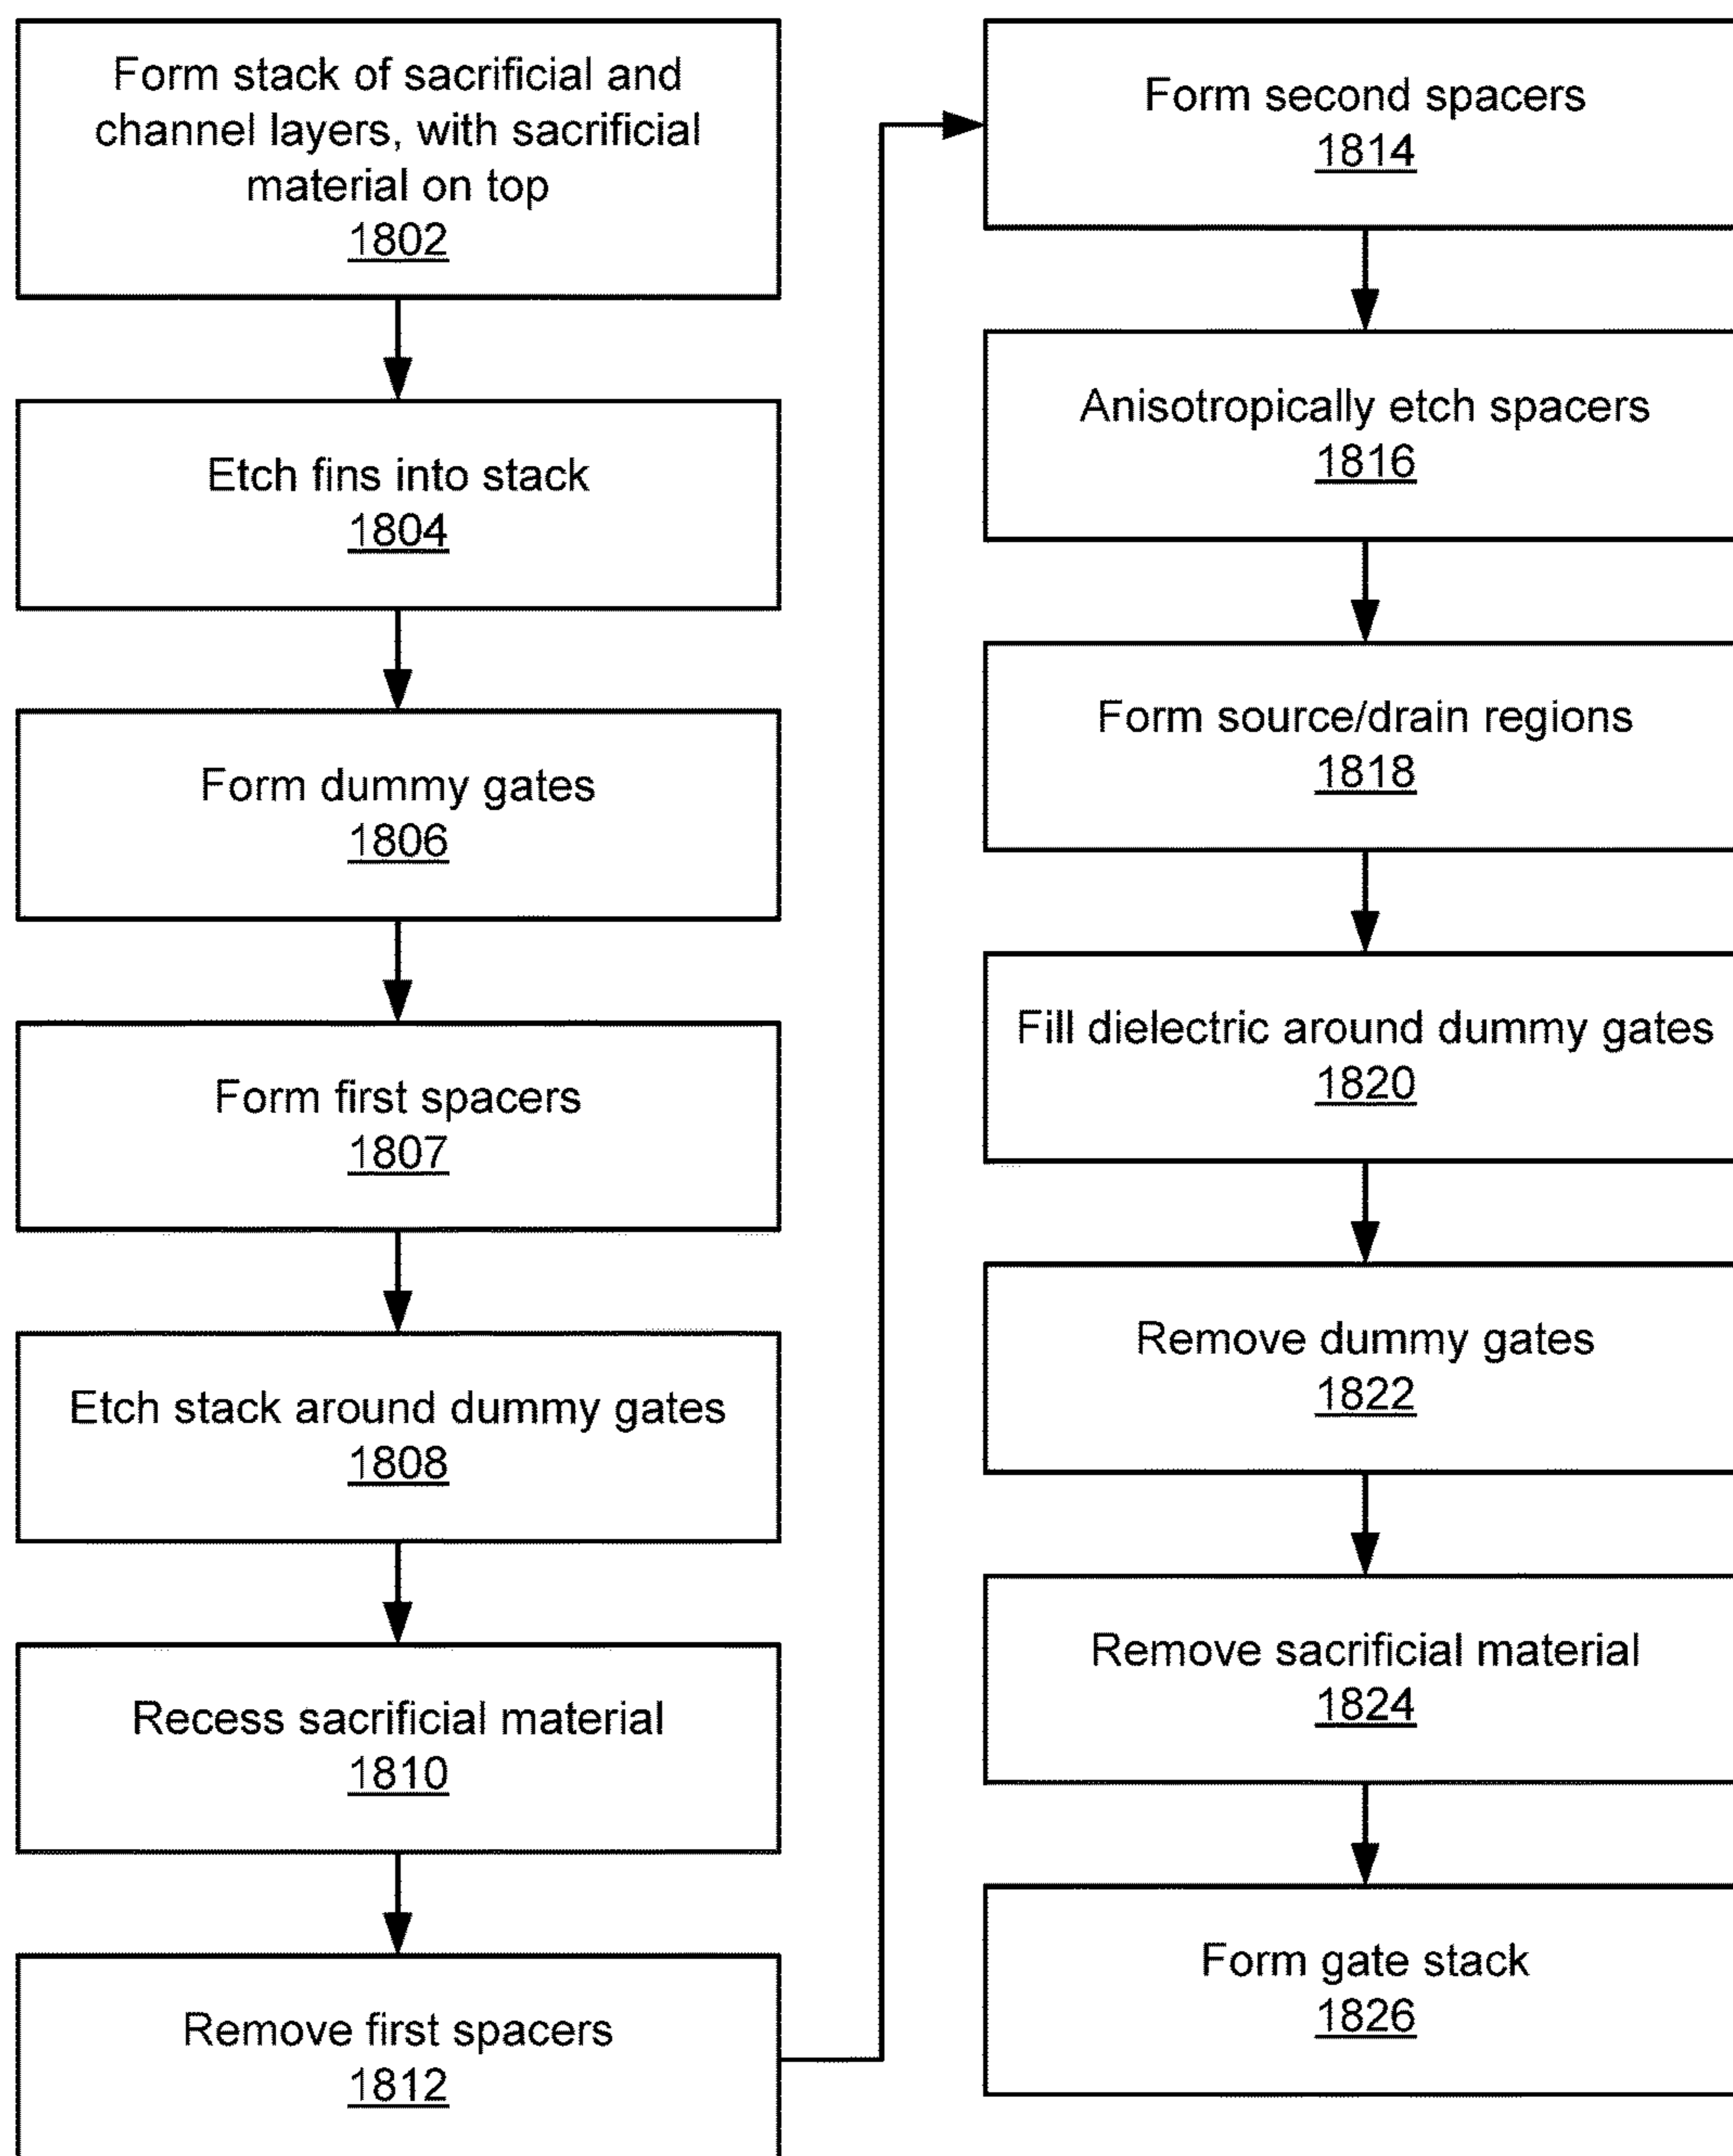 Form stack of sacrificial and
channel layers, with sacrificial
material on top
1802
Etch fins into stack
1804
Form dummy gates
1806
Form first spacers
1807
Etch stack around dummy gates
1808
Recess sacrificial material
1810
Remove first spacers
1812
Form second spacers
1814
Anisotropically etch spacers
1816
Form source/drain regions
1818
Fill dielectric around dummy gates
1820
Remove dummy gates
1822
Remove sacrificial material
1824
Form gate stack
1826